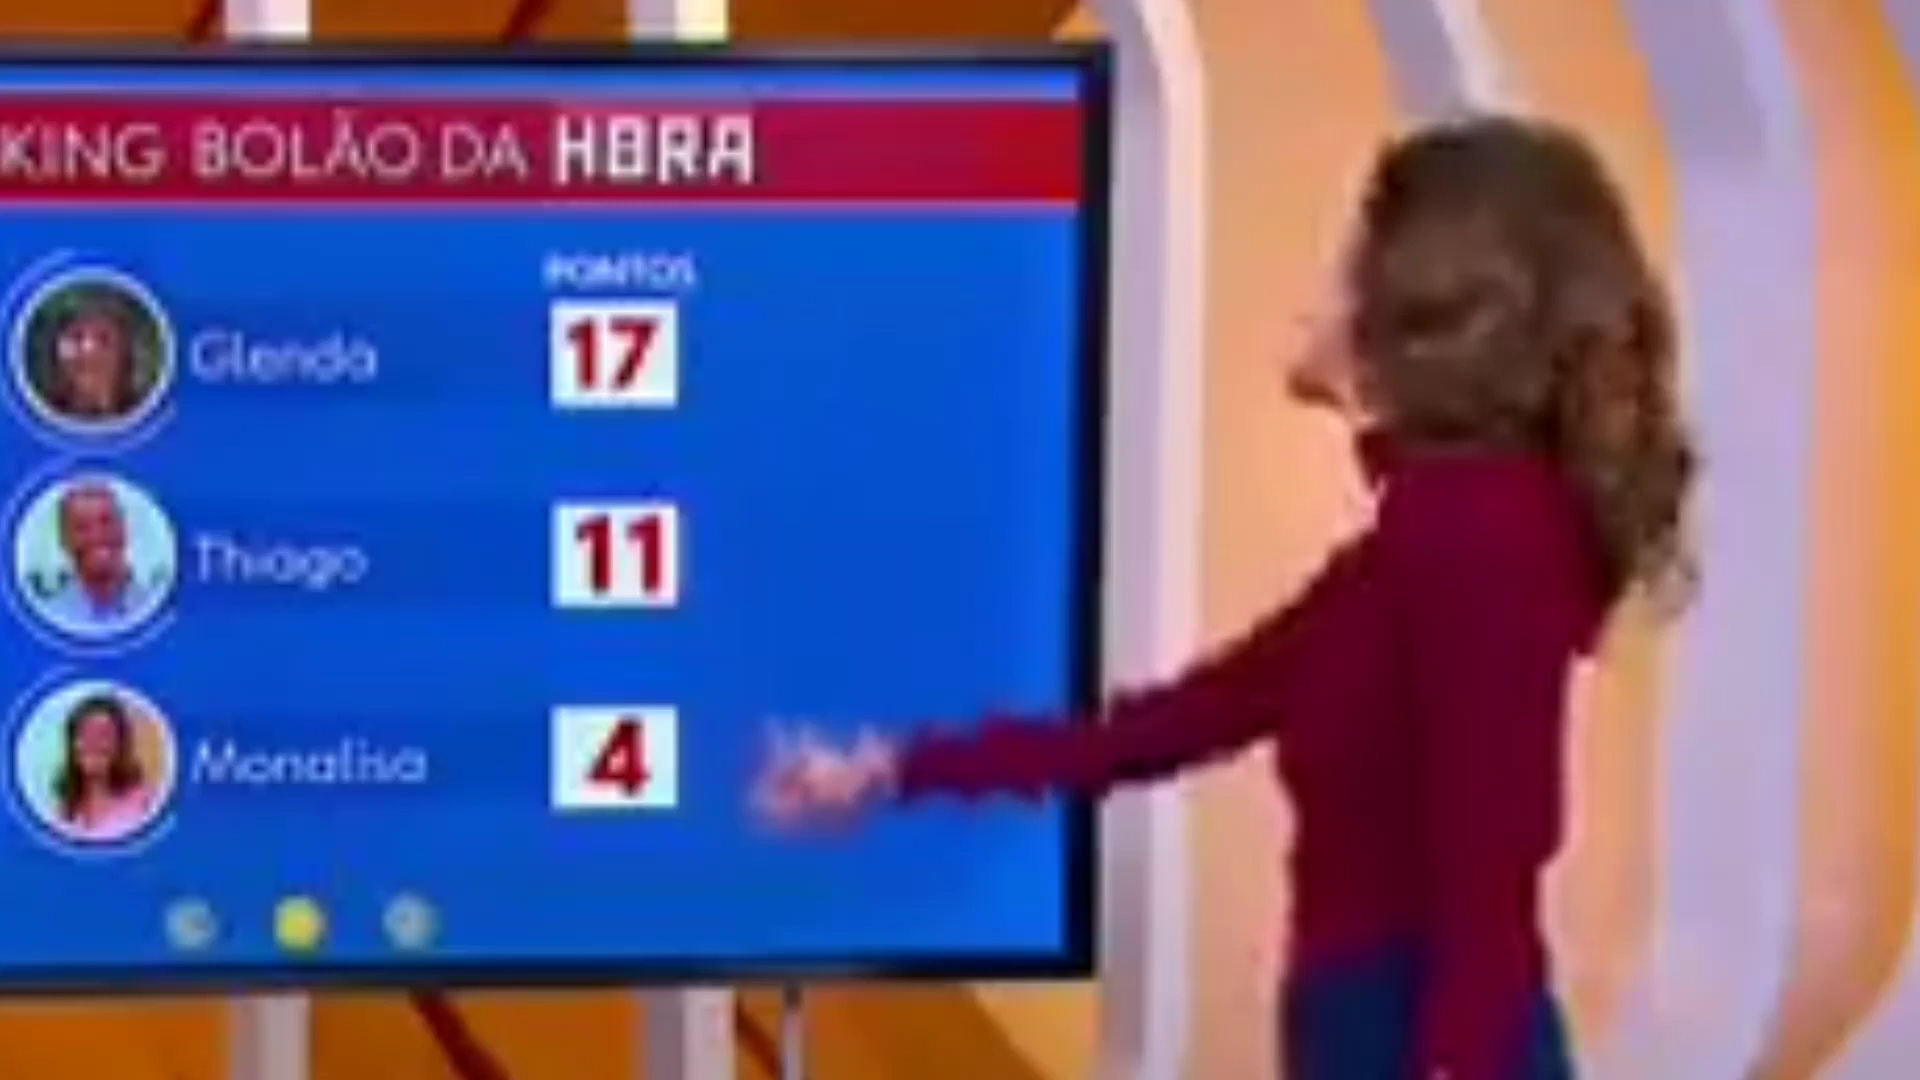 KING BOLÃO DA HORA
PONTOS
Glenda 17
Thiago 11
Monalisa 4